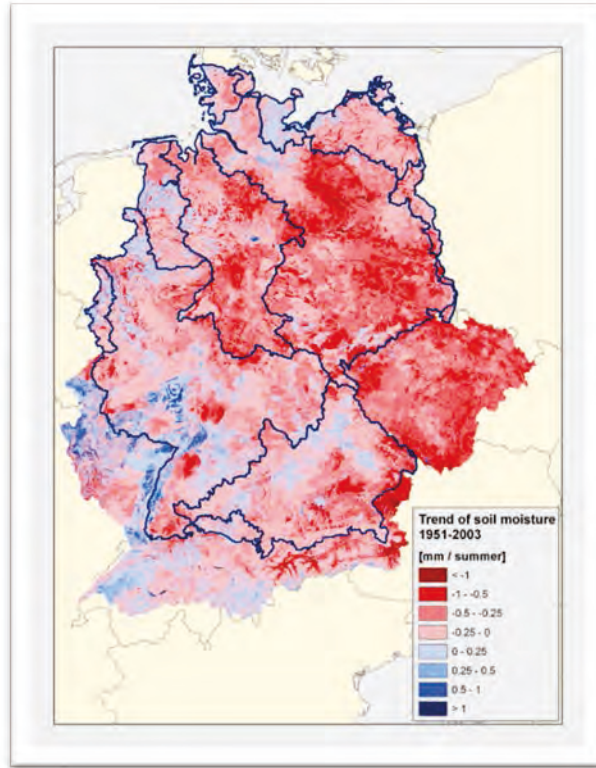 Trend of soil moisture
1951-2003
[mm / summer]
< -1
-1 - -0.5
-0.5 - -0.25
-0.25 - 0
0 - 0.25
0.25 - 0.5
0.5 - 1
> 1